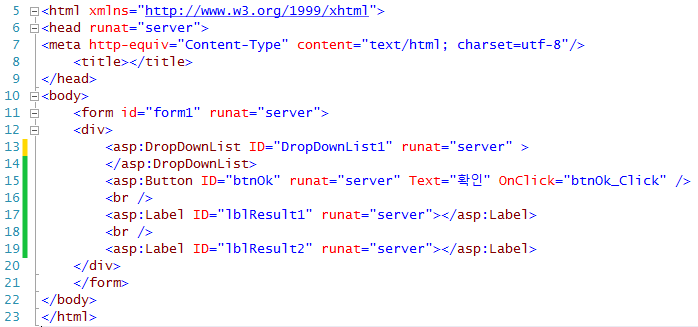 5 <html xmlns="http://www.w3.org/1999/xhtml">
6 <head runat="server">
7 <meta http-equiv="Content-Type" content="text/html; charset=utf-8"/>
8     <title></title>
9 </head>
10 <body>
11     <form id="form1" runat="server">
12     <div>
13         <asp:DropDownList ID="DropDownList1" runat="server" >
14         </asp:DropDownList>
15         <asp:Button ID="btnOk" runat="server" Text="확인" OnClick="btnOk_Click" />
16         <br />
17         <asp:Label ID="lblResult1" runat="server"></asp:Label>
18         <br />
19         <asp:Label ID="lblResult2" runat="server"></asp:Label>
20     </div>
21     </form>
22 </body>
23 </html>